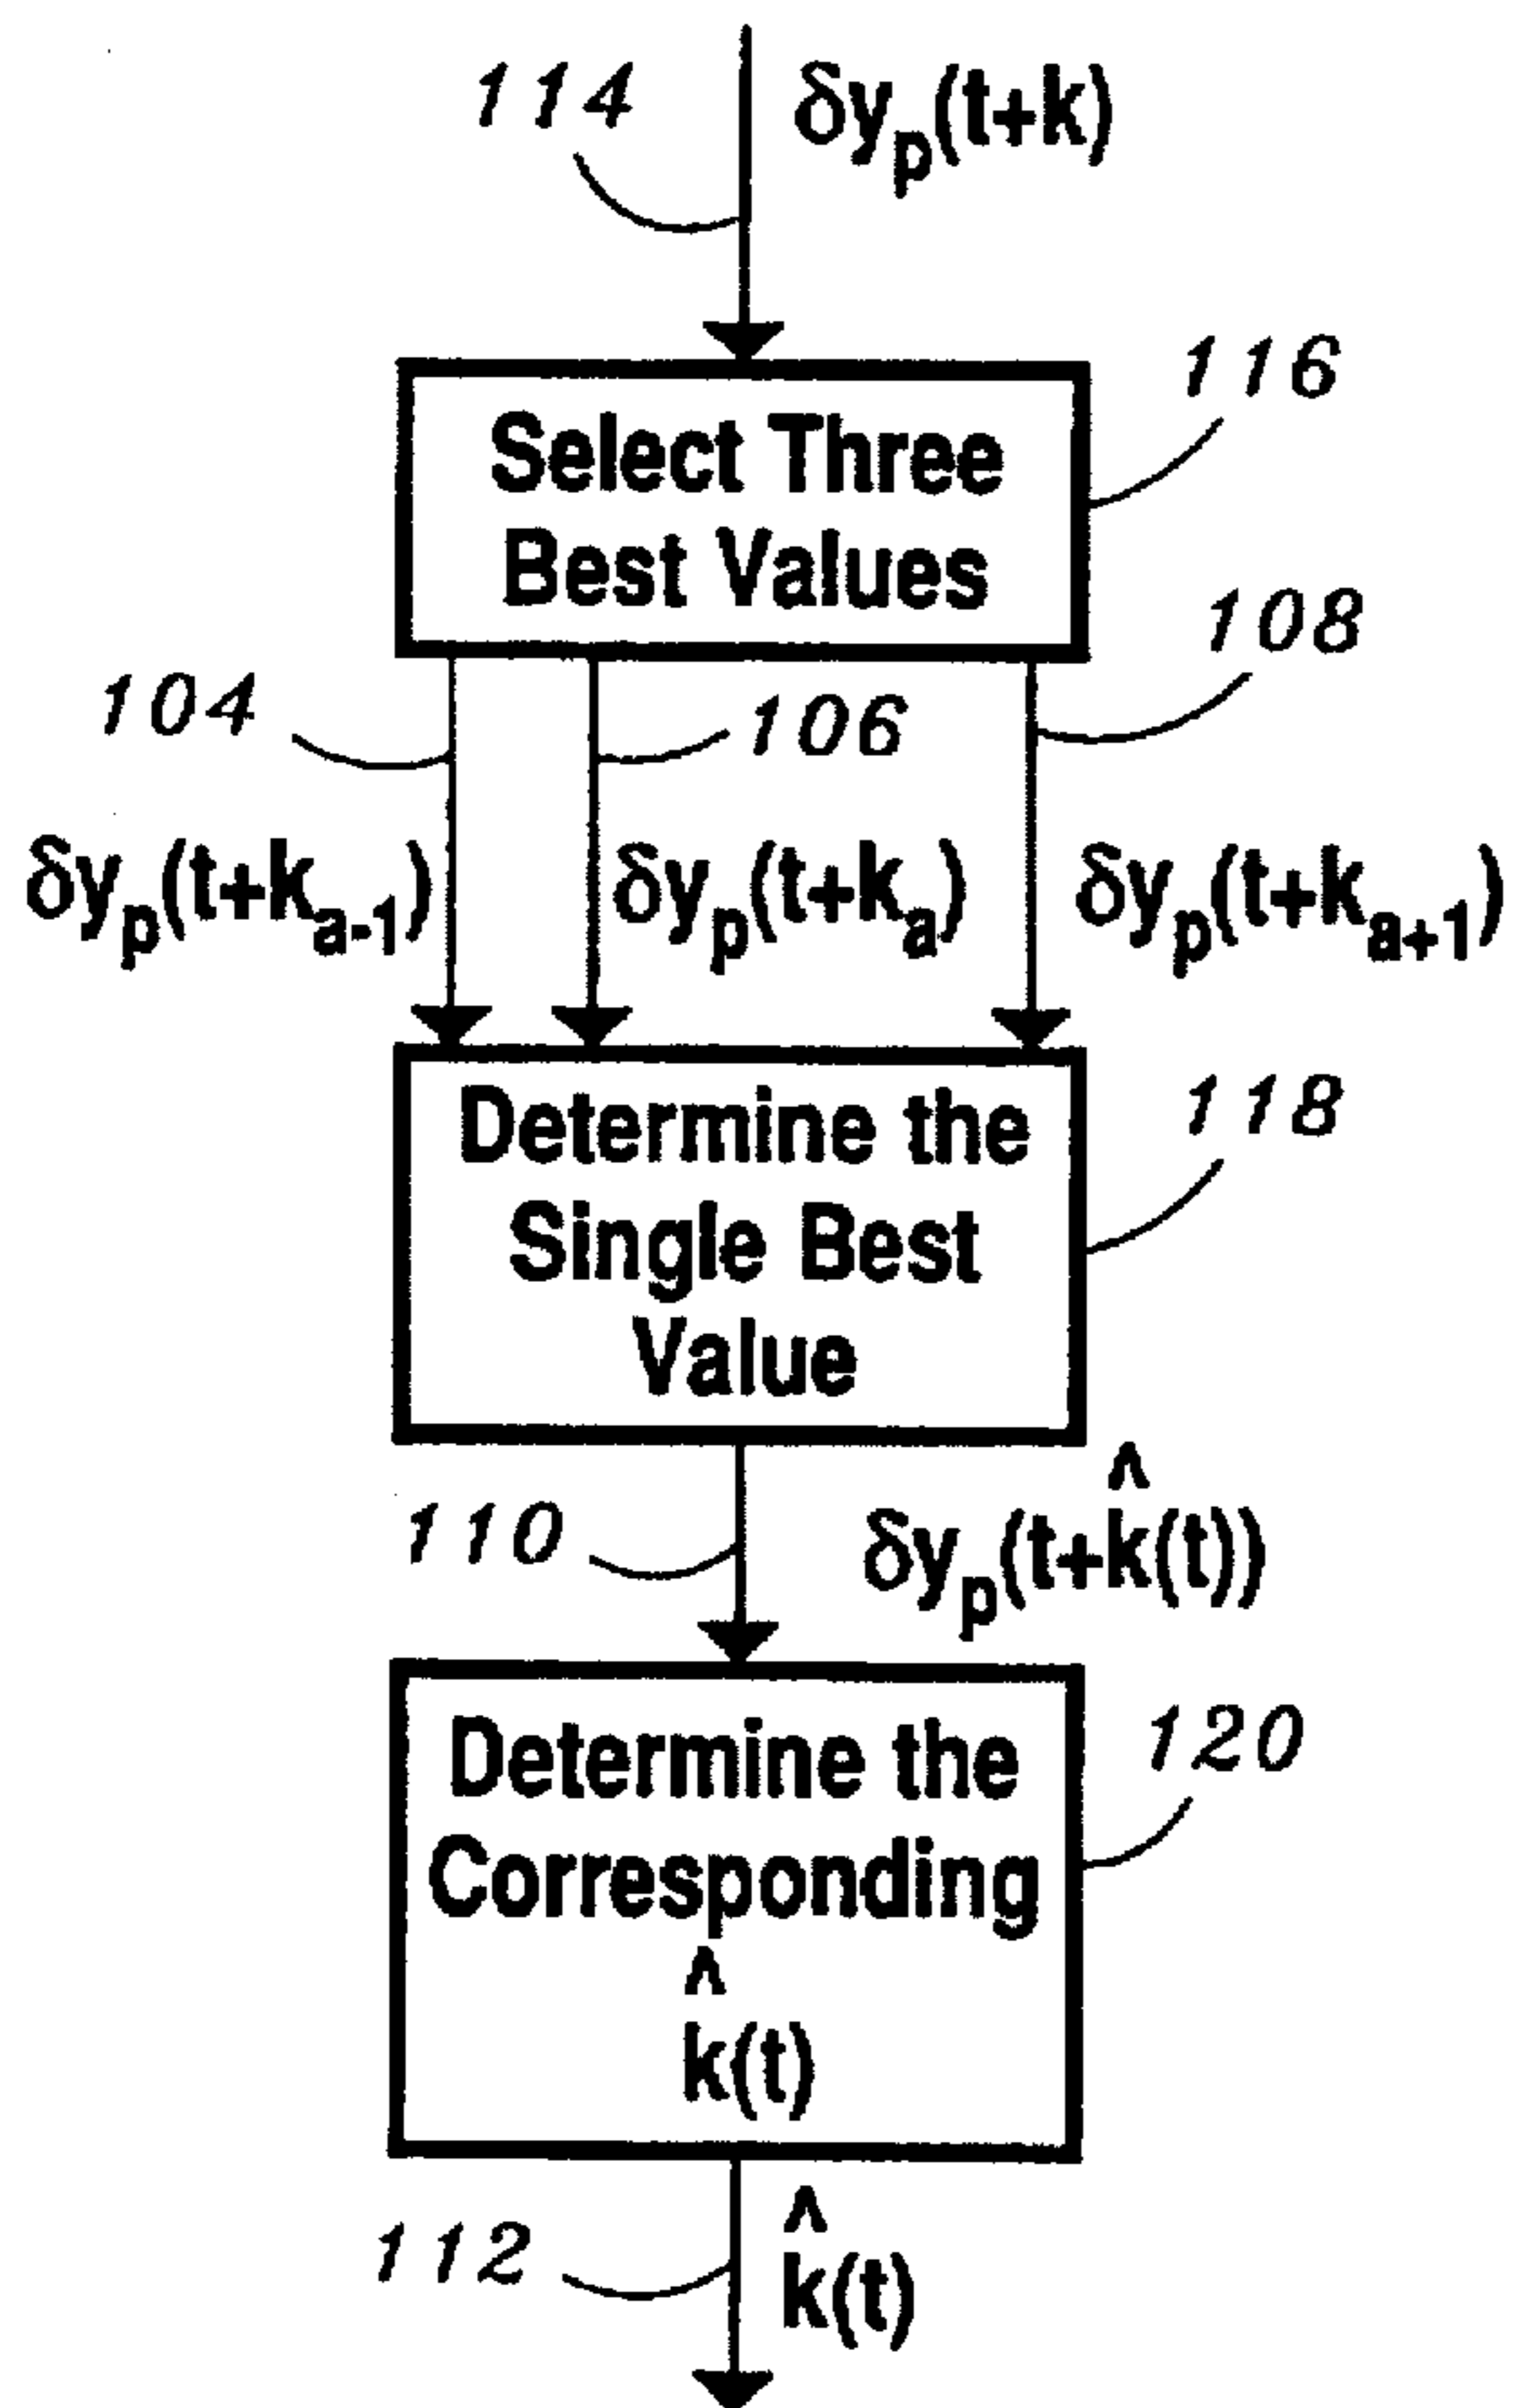 114
δyₚ(t+k)
116
Select Three
Best Values
108
104
106
δyₚ(t+kₐ₋₁)
δyₚ(t+kₐ)
δyₚ(t+kₐ₊₁)
Determine the
118
Single Best
Value
110
δyₚ(t+k̂(t))
Determine the
120
Corresponding
k̂(t)
112
k̂(t)